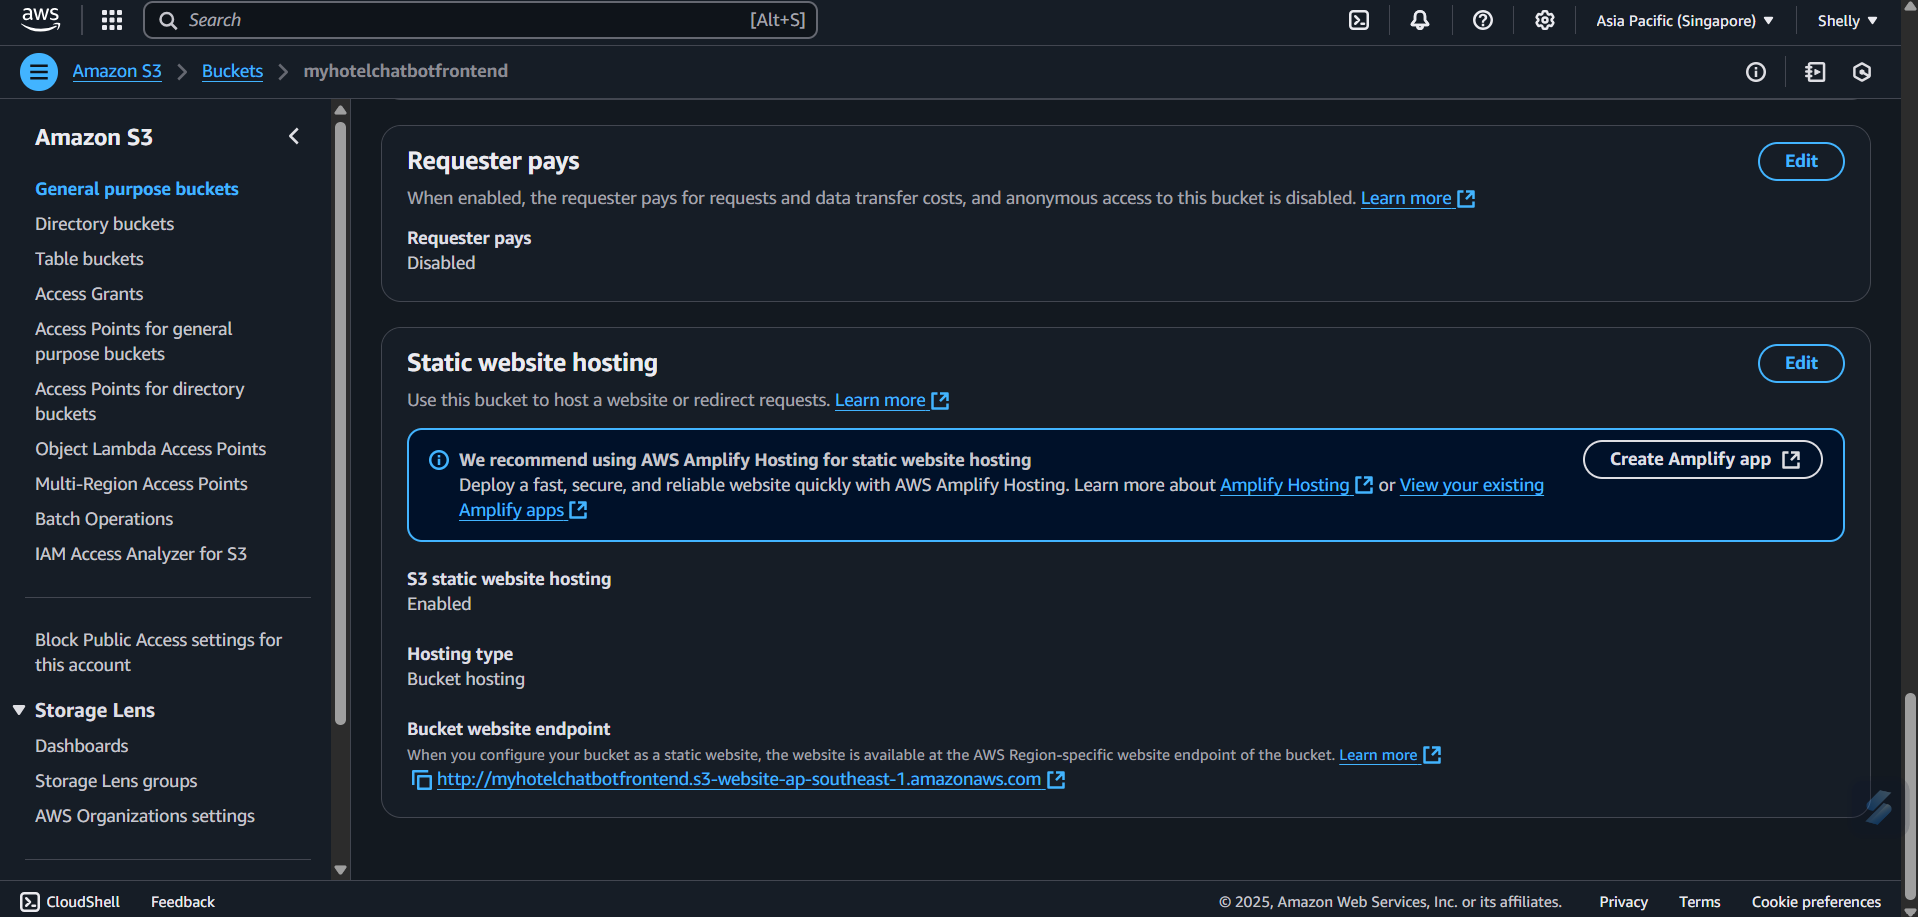 aws
Search [Alt+S]
Asia Pacific (Singapore)
Shelly
Amazon S3
Buckets
myhotelchatbotfrontend
Amazon S3
General purpose buckets
Directory buckets
Table buckets
Access Grants
Access Points for general
purpose buckets
Access Points for directory
buckets
Object Lambda Access Points
Multi-Region Access Points
Batch Operations
IAM Access Analyzer for S3
Block Public Access settings for
this account
Storage Lens
Dashboards
Storage Lens groups
AWS Organizations settings
Requester pays
Edit
When enabled, the requester pays for requests and data transfer costs, and anonymous access to this bucket is disabled. Learn more
Requester pays
Disabled
Static website hosting
Edit
Use this bucket to host a website or redirect requests. Learn more
We recommend using AWS Amplify Hosting for static website hosting
Create Amplify app
Deploy a fast, secure, and reliable website quickly with AWS Amplify Hosting. Learn more about Amplify Hosting or View your existing
Amplify apps
S3 static website hosting
Enabled
Hosting type
Bucket hosting
Bucket website endpoint
When you configure your bucket as a static website, the website is available at the AWS Region-specific website endpoint of the bucket. Learn more
http://myhotelchatbotfrontend.s3-website-ap-southeast-1.amazonaws.com
CloudShell
Feedback
© 2025, Amazon Web Services, Inc. or its affiliates.
Privacy
Terms
Cookie preferences